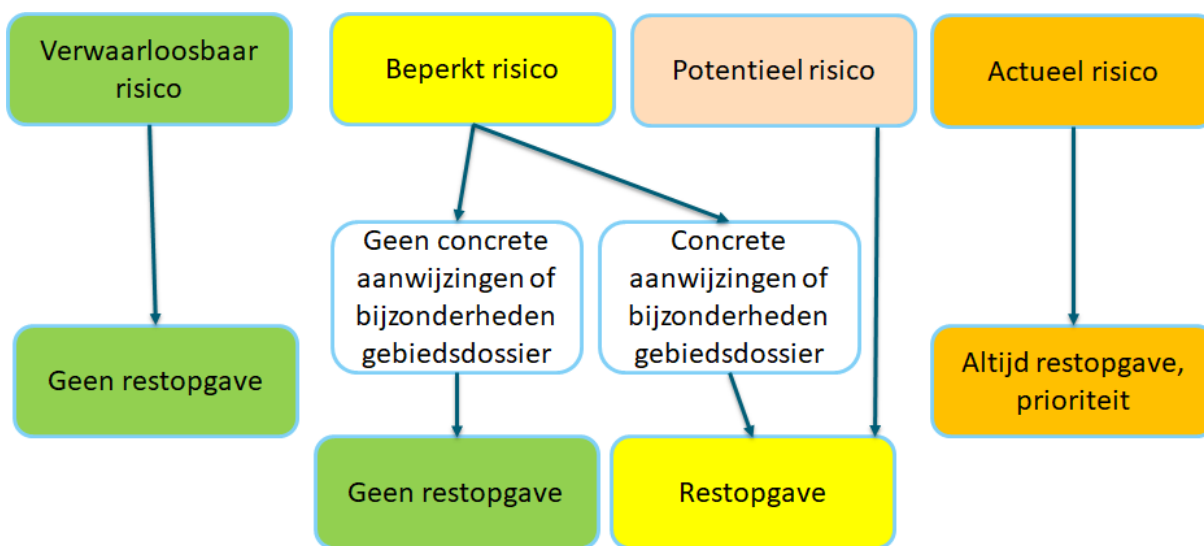 Verwaarloosbaar
risico
Beperkt risico
Potentieel risico
Actueel risico
Geen concrete
aanwijzingen of
bijzonderheden
gebiedsdossier
Concrete
aanwijzingen of
bijzonderheden
gebiedsdossier
Geen restopgave
Altijd restopgave,
prioriteit
Geen restopgave
Restopgave